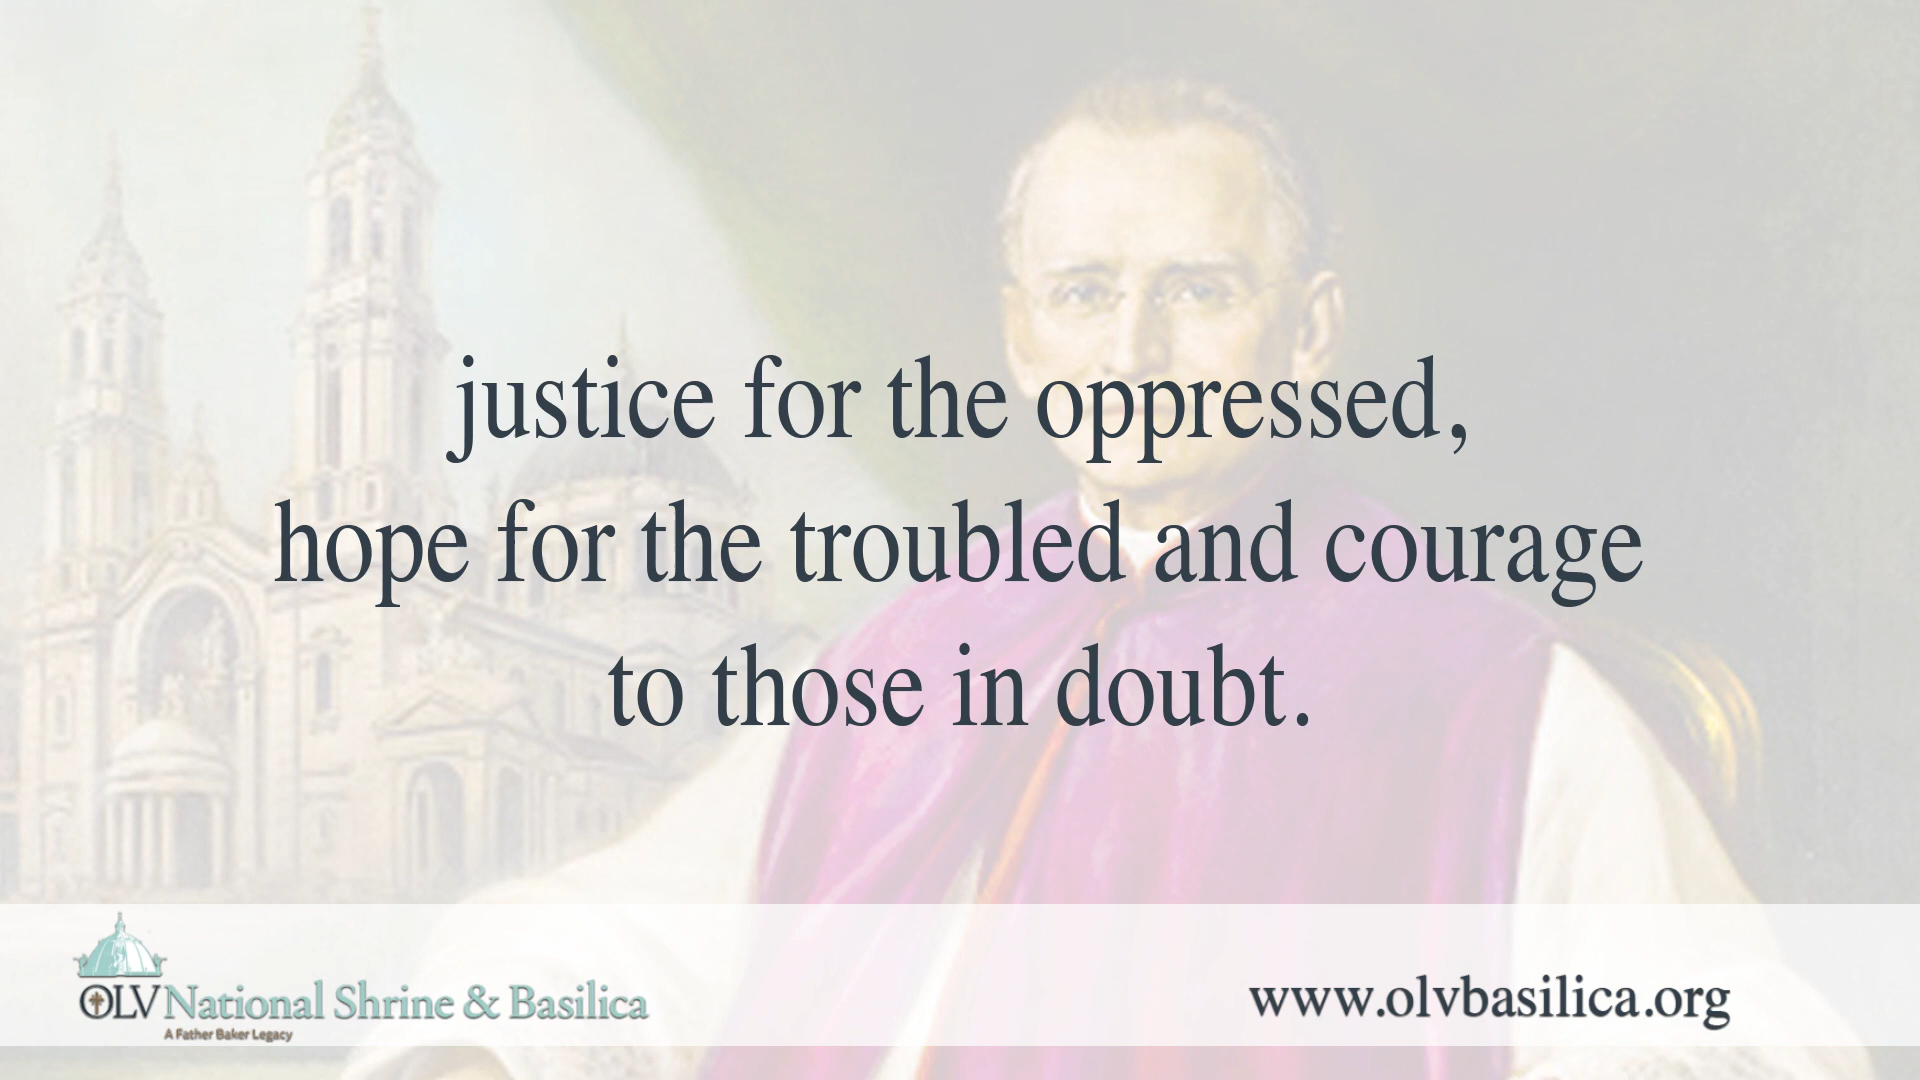 justice for the oppressed,
hope for the troubled and courage
to those in doubt.
OLV National Shrine & Basilica
A Father Baker Legacy
www.olvbasilica.org